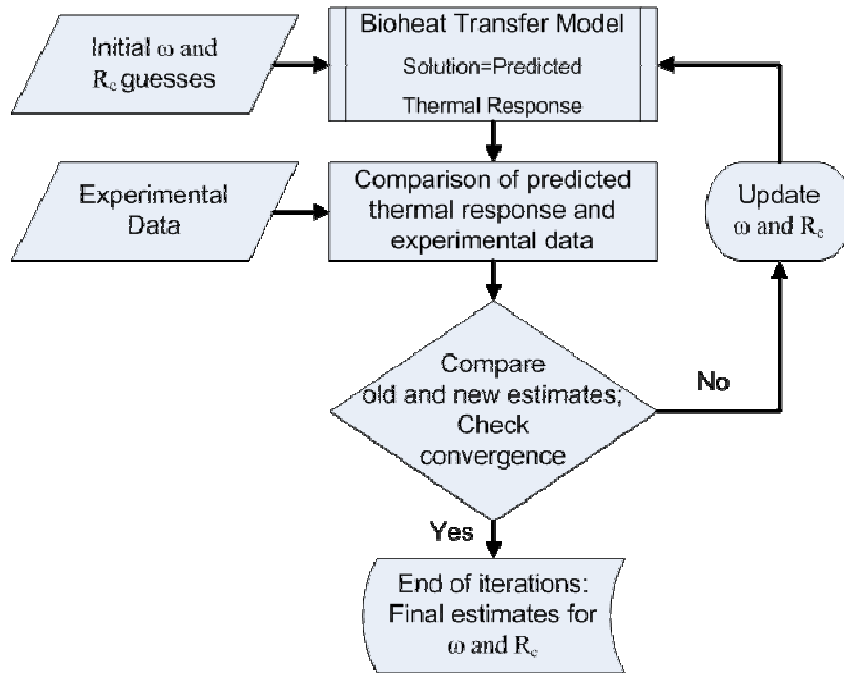 Initial ω and
Rc guesses
Bioheat Transfer Model
Solution=Predicted
Thermal Response
Experimental
Data
Comparison of predicted
thermal response and
experimental data
Update
ω and Rc
Compare
old and new estimates;
Check
convergence
No
Yes
End of iterations:
Final estimates for
ω and Rc